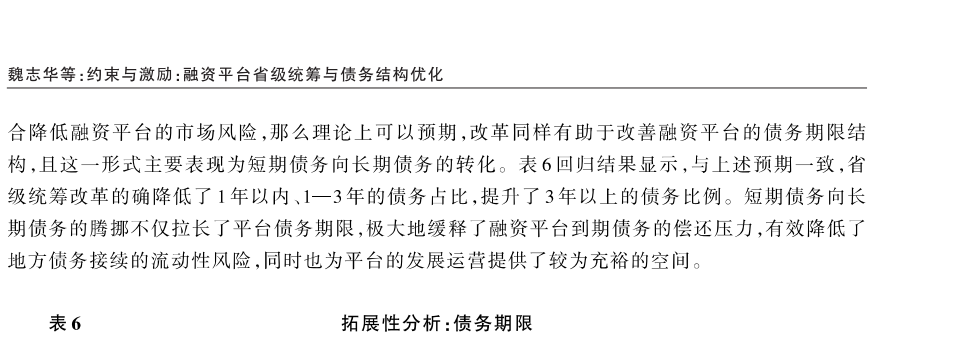 魏志华等:约束与激励:融资平台省级统筹与债务结构优化
合降低融资平台的市场风险,那么理论上可以预期,改革同样有助于改善融资平台的债务期限结
构,且这一形式主要表现为短期债务向长期债务的转化。表6回归结果显示,与上述预期一致,省
级统筹改革的确降低了1年以内、1—3年的债务占比,提升了3年以上的债务比例。短期债务向长
期债务的腾挪不仅拉长了平台债务期限,极大地缓释了融资平台到期债务的偿还压力,有效降低了
地方债务接续的流动性风险,同时也为平台的发展运营提供了较为充裕的空间。
表6 拓展性分析:债务期限